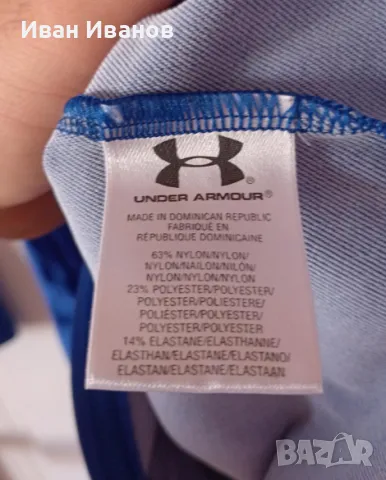 Иван Иванов
UNDER ARMOUR®
MADE IN DOMINICAN REPUBLIC
FABRIQUÉ EN
RÉPUBLIQUE DOMINICAINE
63% NYLON/NYLON/
NYLON/NAILON/NÍLON/
NYLON/NYLON/NYLON
23% POLYESTER/POLYESTER/
POLYESTER/POLIESTERE/
POLIÉSTER/POLYESTER/
POLYESTER/POLYESTER
14% ELASTANE/ÉLASTHANNE/
ELASTHAN/ELASTANO/
ELASTANE/ELASTAN/
ELASTANE/ELASTAAN
BAZAR